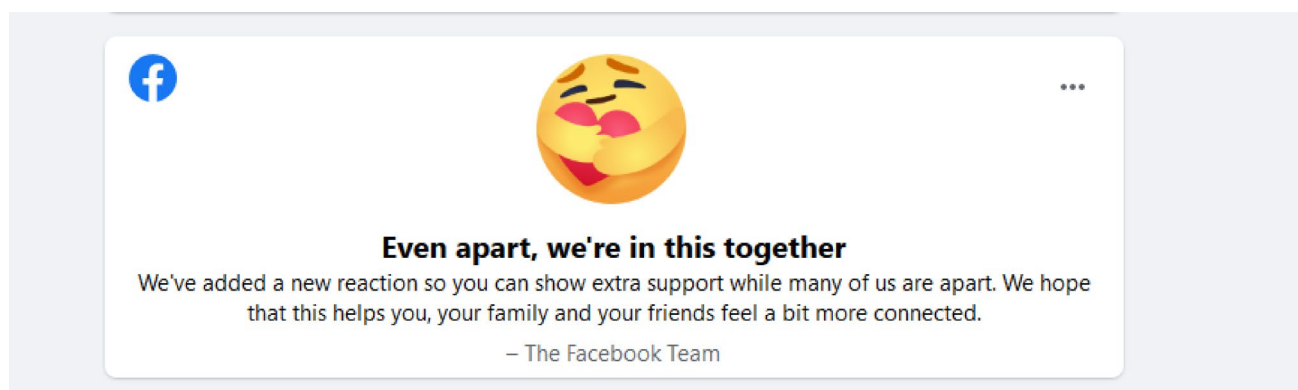 Even apart, we're in this together
We've added a new reaction so you can show extra support while many of us are apart. We hope
that this helps you, your family and your friends feel a bit more connected.
– The Facebook Team